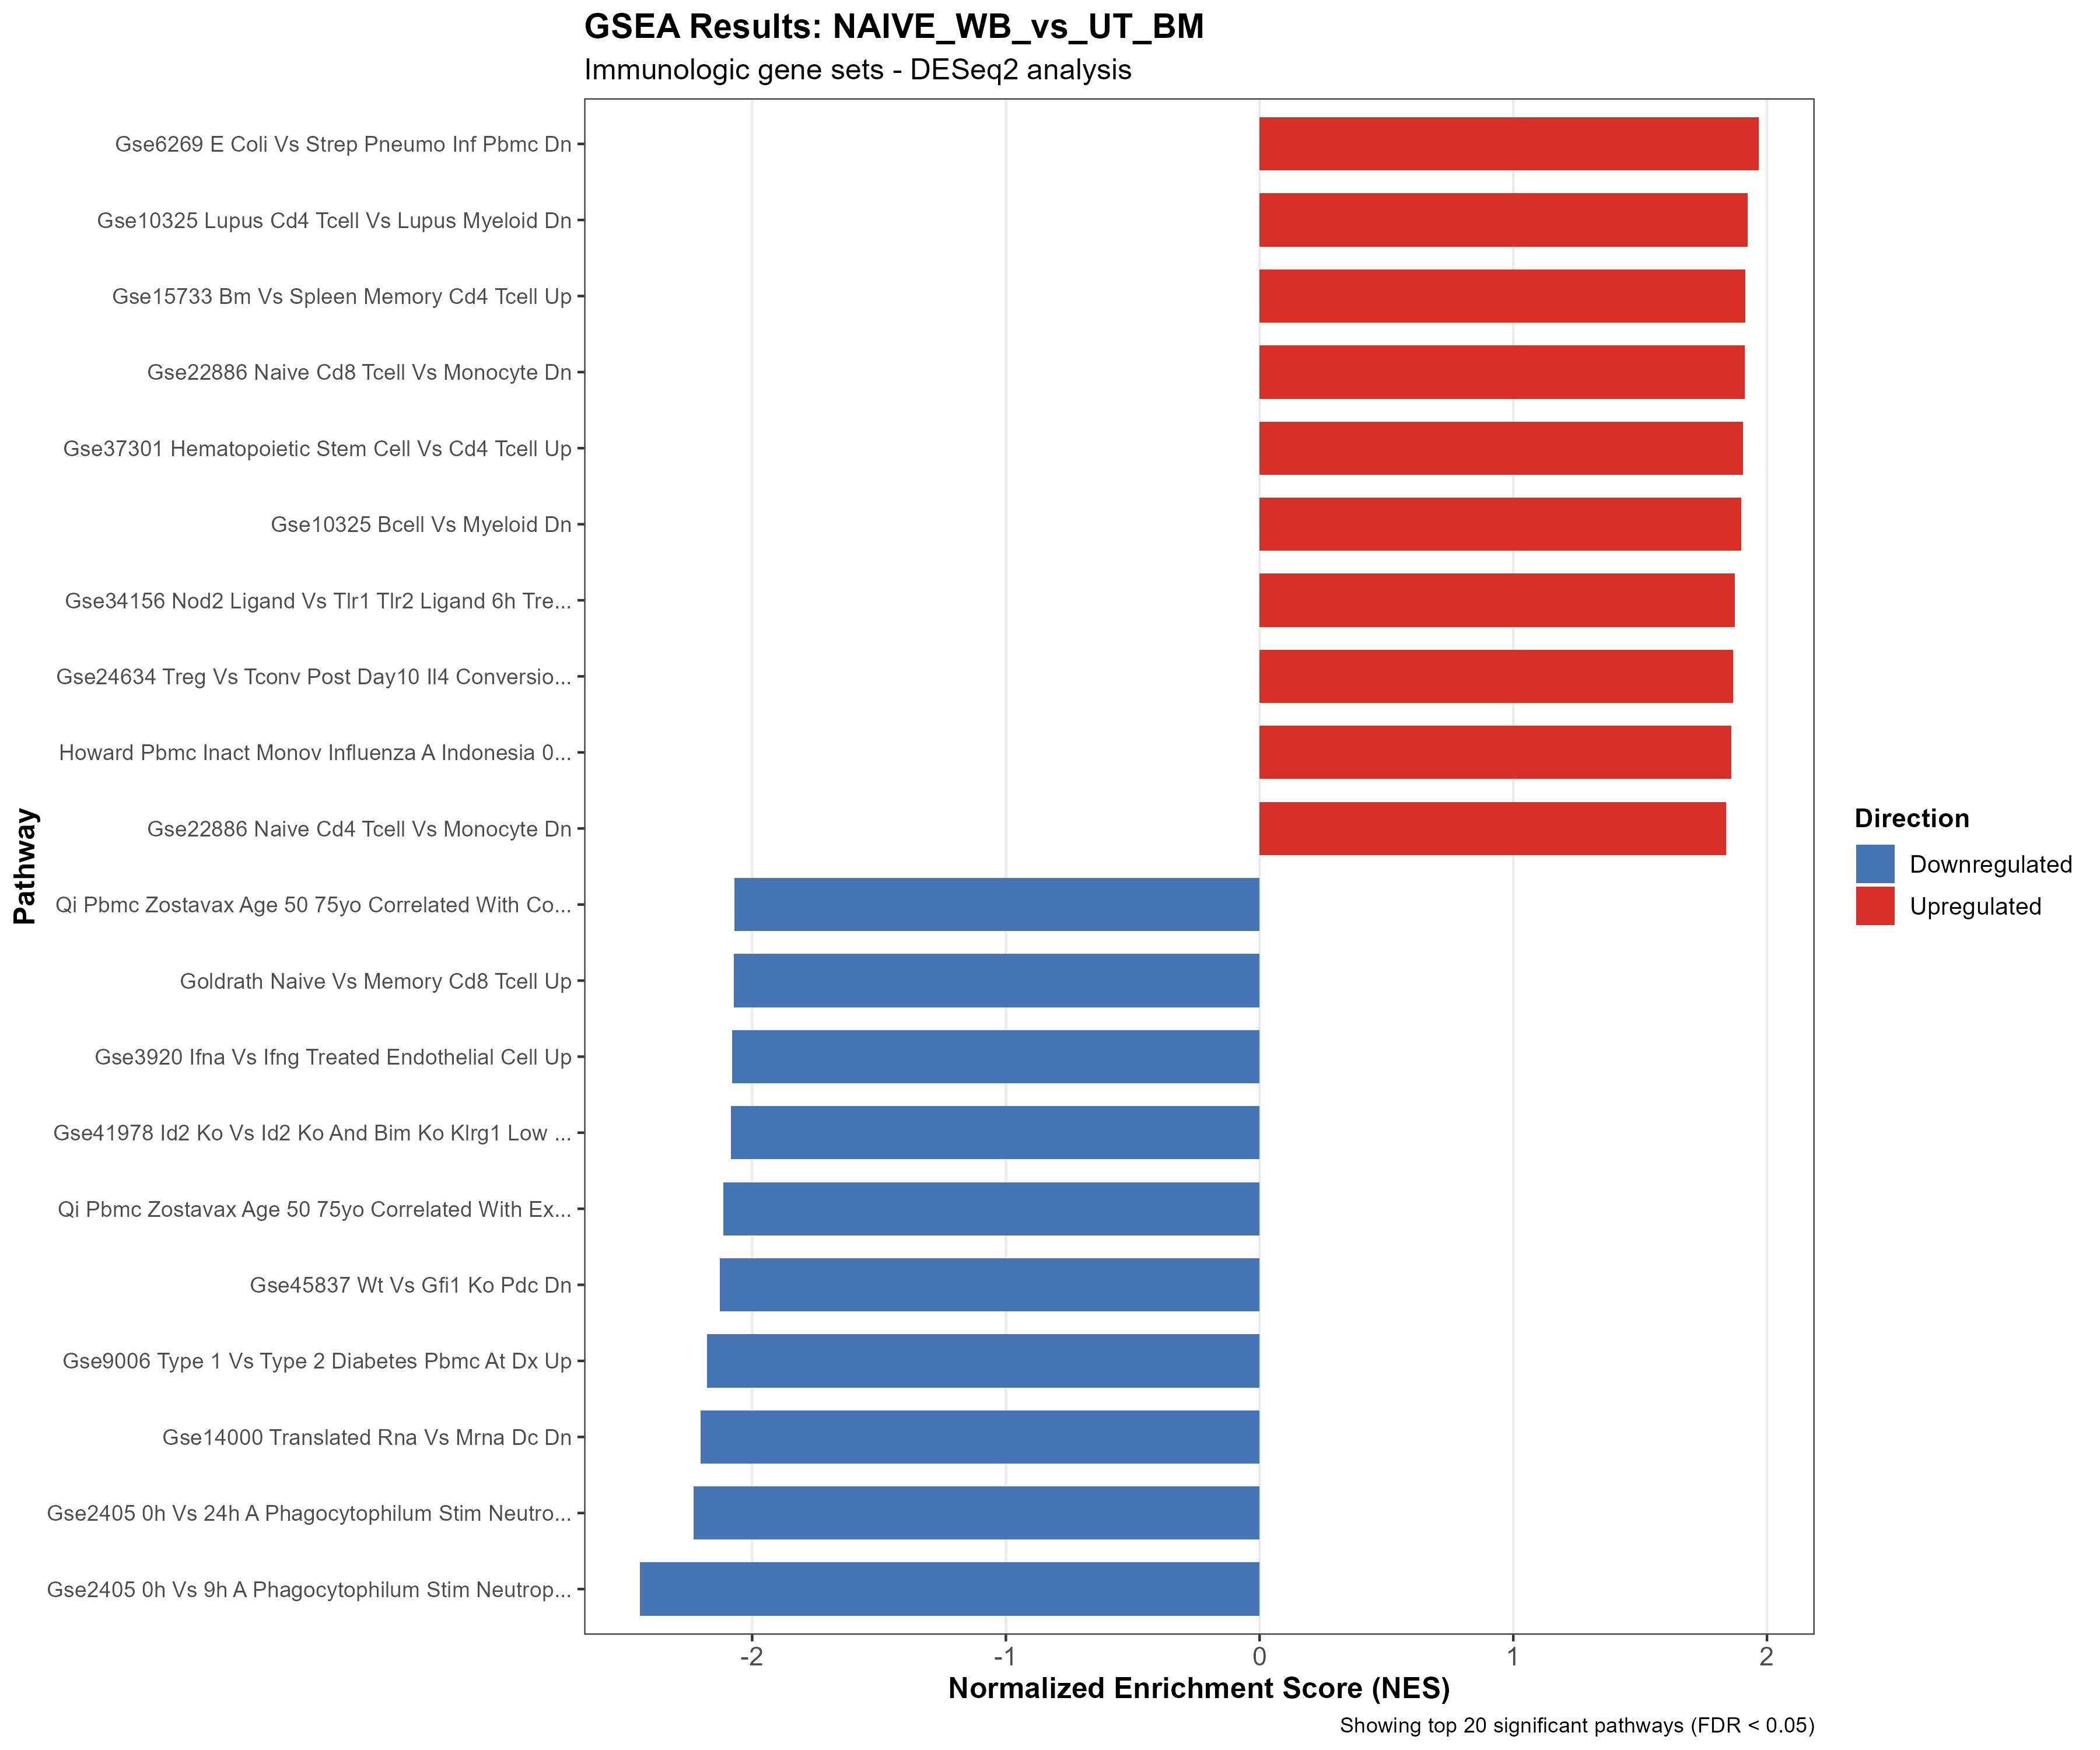 GSEA Results: NAIVE_WB_vs_UT_BM
Immunologic gene sets - DESeq2 analysis
Gse6269 E Coli Vs Strep Pneumo Inf Pbmc Dn
Gse10325 Lupus Cd4 Tcell Vs Lupus Myeloid Dn
Gse15733 Bm Vs Spleen Memory Cd4 Tcell Up
Gse22886 Naive Cd8 Tcell Vs Monocyte Dn
Gse37301 Hematopoietic Stem Cell Vs Cd4 Tcell Up
Gse10325 Bcell Vs Myeloid Dn
Gse34156 Nod2 Ligand Vs Tlr1 Tlr2 Ligand 6h Tre...
Gse24634 Treg Vs Tconv Post Day10 Il4 Conversio...
Howard Pbmc Inact Monov Influenza A Indonesia 0...
Gse22886 Naive Cd4 Tcell Vs Monocyte Dn
Qi Pbmc Zostavax Age 50 75yo Correlated With Co...
Goldrath Naive Vs Memory Cd8 Tcell Up
Gse3920 Ifna Vs Ifng Treated Endothelial Cell Up
Gse41978 Id2 Ko Vs Id2 Ko And Bim Ko Klrg1 Low ...
Qi Pbmc Zostavax Age 50 75yo Correlated With Ex...
Gse45837 Wt Vs Gfi1 Ko Pdc Dn
Gse9006 Type 1 Vs Type 2 Diabetes Pbmc At Dx Up
Gse14000 Translated Rna Vs Mrna Dc Dn
Gse2405 0h Vs 24h A Phagocytophilum Stim Neutro...
Gse2405 0h Vs 9h A Phagocytophilum Stim Neutrop...
Pathway
-2 -1 0 1 2
Normalized Enrichment Score (NES)
Showing top 20 significant pathways (FDR < 0.05)
Direction
Downregulated
Upregulated